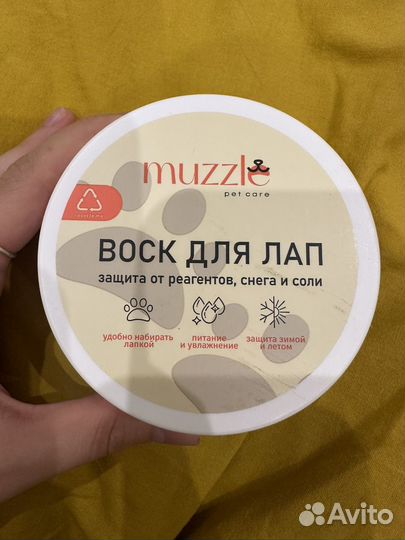 muzzle
pet care
ВОСК ДЛЯ ЛАП
защита от реагентов, снега и соли
удобно набирать
лапкой
питание
и увлажнение
защита зимой
и летом
Avito